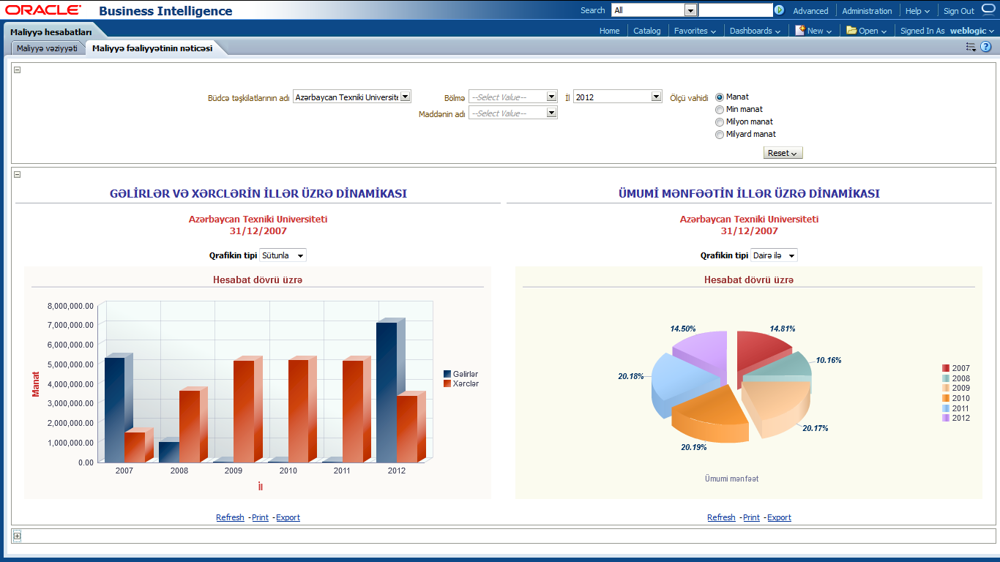 ORACLE Business Intelligence
Search All Advanced Administration Help Sign Out
Maliyyə hesabatları
Home Catalog Favorites Dashboards New Open Signed In As weblogic
Maliyyə vəziyyəti Maliyyə fəaliyyətinin nəticəsi
Büdcə təşkilatlarının adı Azərbaycan Texniki Universite Bölmə --Select Value-- İl 2012 Ölçü vahidi Manat
Min manat
Maddənin adı --Select Value--
Milyon manat
Milyard manat
Reset
GƏLİRLƏR VƏ XƏRCLƏRİN İLLƏR ÜZRƏ DİNAMİKASI
Azərbaycan Texniki Universiteti
31/12/2007
Qrafikin tipi Sütunla
Hesabat dövrü üzrə
8,000,000.00
7,000,000.00
6,000,000.00
5,000,000.00
4,000,000.00
3,000,000.00
2,000,000.00
1,000,000.00
0.00
Manat
2007 2008 2009 2010 2011 2012
İl
Gəlirlər
Xərclər
Refresh -Print -Export
ÜMUMİ MƏNFƏƏTİN İLLƏR ÜZRƏ DİNAMİKASI
Azərbaycan Texniki Universiteti
31/12/2007
Qrafikin tipi Dairə ilə
Hesabat dövrü üzrə
14.50% 14.81%
10.16%
20.18%
20.17%
20.19%
Ümumi mənfəət
2007
2008
2009
2010
2011
2012
Refresh -Print -Export